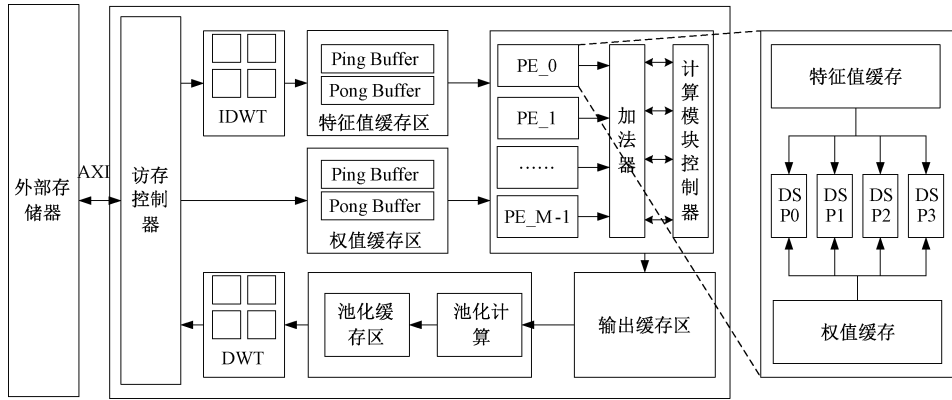 外部存
储器
AXI
访存
控制
器
IDWT
Ping Buffer
Pong Buffer
特征值缓存区
Ping Buffer
Pong Buffer
权值缓存区
PE_0
PE_1
······
PE_M-1
加
法
器
计
算
模
块
控
制
器
DWT
池化缓
存区
池化计
算
输出缓存区
特征值缓存
DS
P0
DS
P1
DS
P2
DS
P3
权值缓存